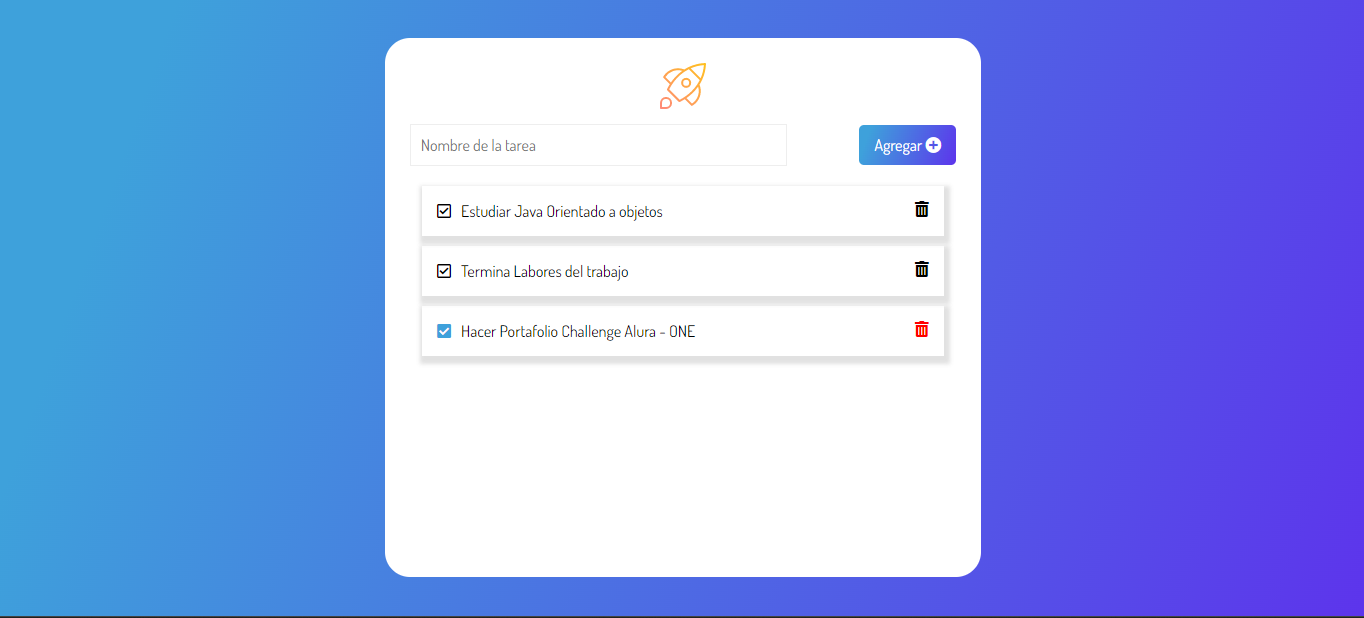 Nombre de la tarea
Agregar
Estudiar Java Orientado a objetos
Termina Labores del trabajo
Hacer Portafolio Challenge Alura - ONE